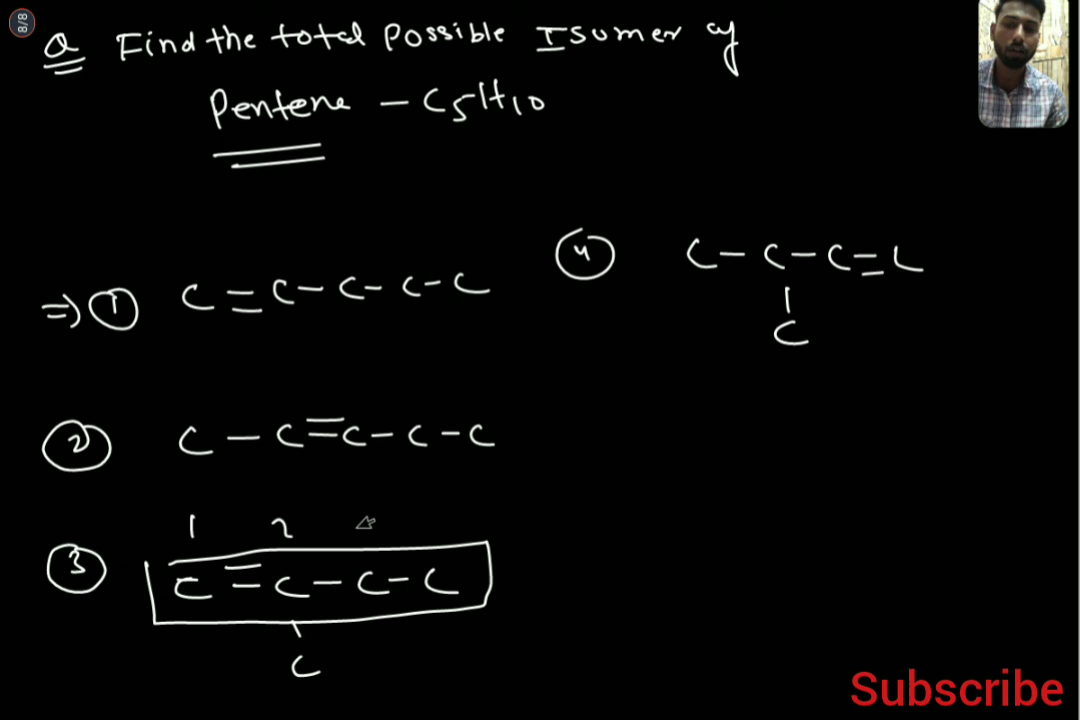 8/8
Q Find the total possible Isomer of
Pentene - C5H10
=> ① C = C - C - C - C
② C - C = C - C - C
1 2
③ C = C - C - C
C
④ C - C - C = C
C
Subscribe